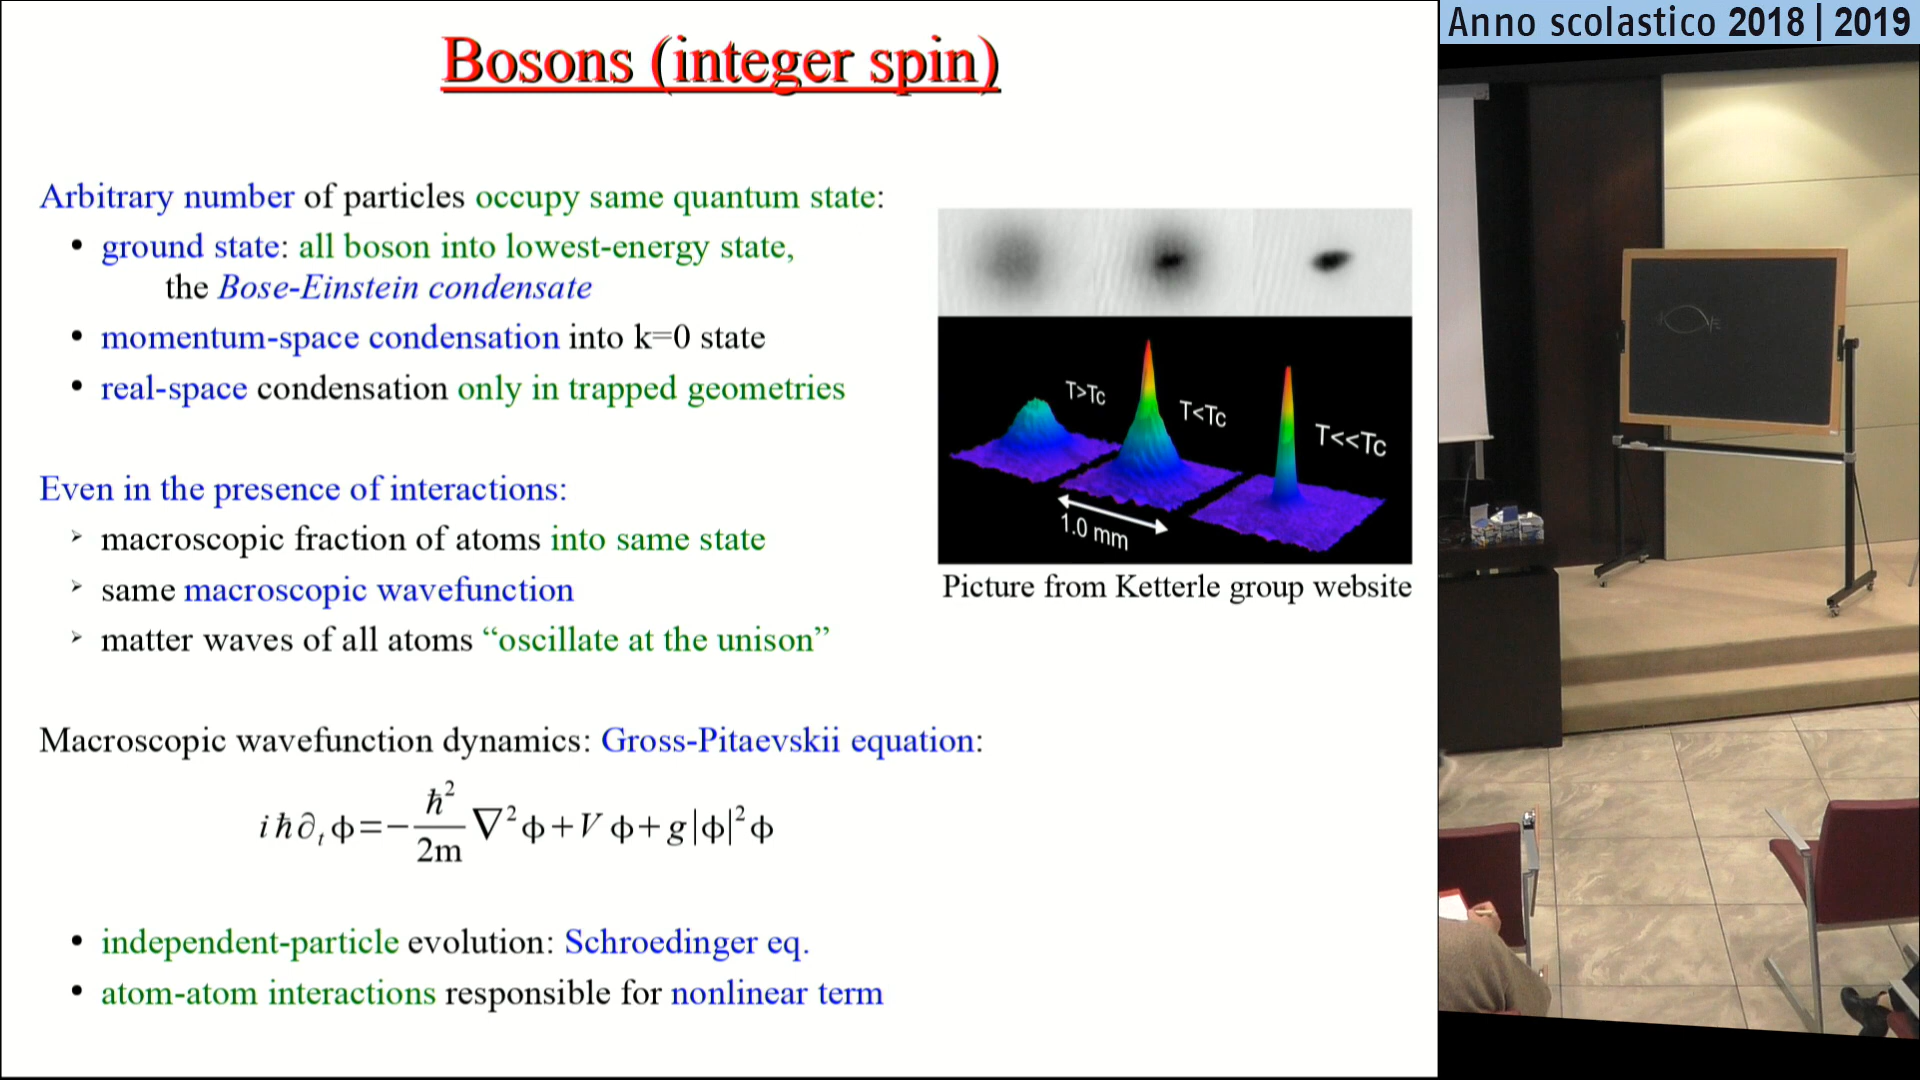 Bosons (integer spin)
Anno scolastico 2018 | 2019
Arbitrary number of particles occupy same quantum state:
• ground state: all boson into lowest-energy state,
the Bose-Einstein condensate
• momentum-space condensation into k=0 state
• real-space condensation only in trapped geometries
T>Tc
T<Tc
T<<Tc
1.0 mm
Picture from Ketterle group website
Even in the presence of interactions:
➢ macroscopic fraction of atoms into same state
➢ same macroscopic wavefunction
➢ matter waves of all atoms “oscillate at the unison”
Macroscopic wavefunction dynamics: Gross-Pitaevskii equation:
iℏ∂ₜϕ=−ℏ²/2m ∇²ϕ+V ϕ+g|ϕ|²ϕ
• independent-particle evolution: Schroedinger eq.
• atom-atom interactions responsible for nonlinear term